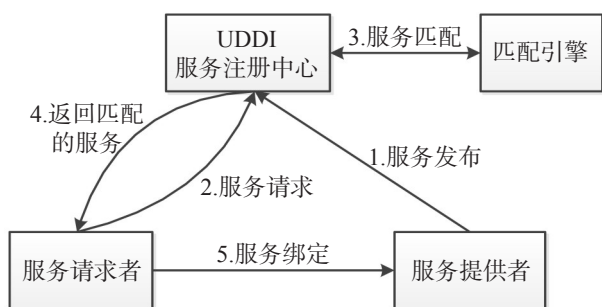 UDDI
服务注册中心
3.服务匹配
匹配引擎
4.返回匹配
的服务
1.服务发布
2.服务请求
服务请求者
5.服务绑定
服务提供者